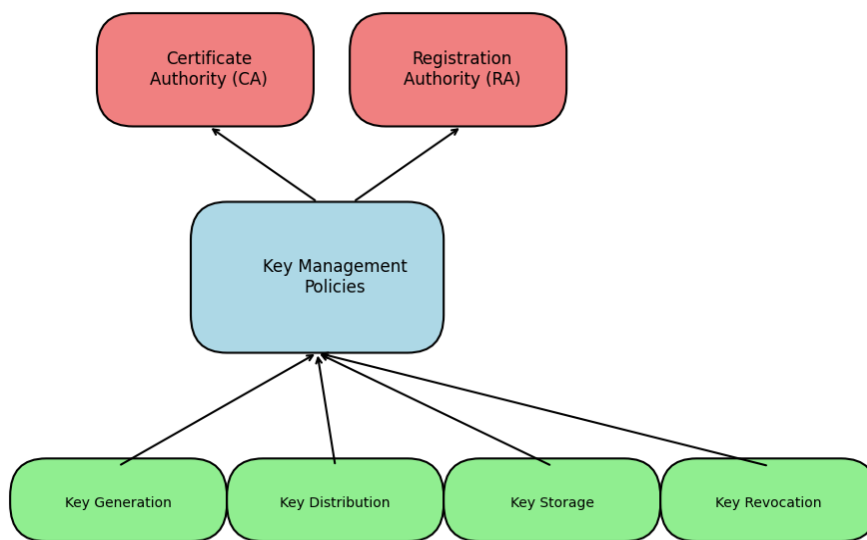 Certificate
Authority (CA)
Registration
Authority (RA)
Key Management
Policies
Key Generation
Key Distribution
Key Storage
Key Revocation